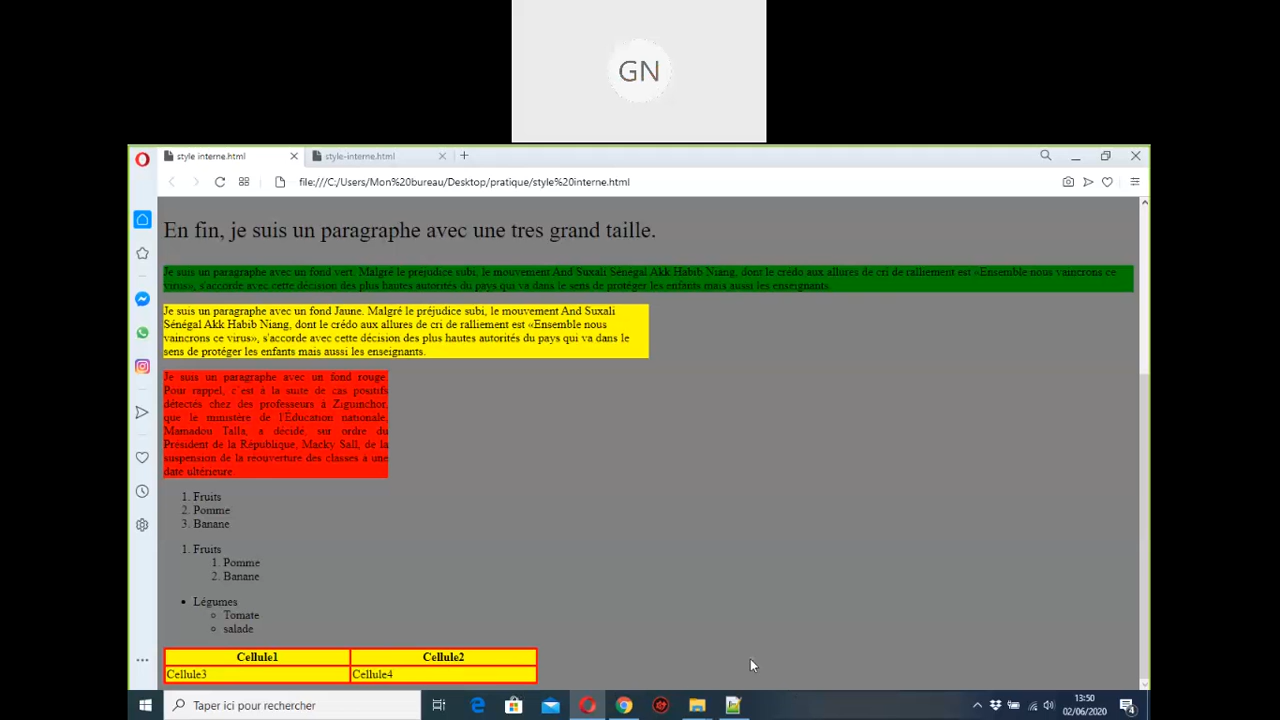 GN
style interne.html
style-interne.html
file:///C:/Users/Mon%20bureau/Desktop/pratique/style%20interne.html
En fin, je suis un paragraphe avec une tres grand taille.
Je suis un paragraphe avec un fond vert. Malgré le préjudice subi, le mouvement And Suxali Sénégal Akk Habib Niang, dont le crédo aux allures de cri de ralliement est «Ensemble nous vaincrons ce
virus», s'accorde avec cette décision des plus hautes autorités du pays qui va dans le sens de protéger les enfants mais aussi les enseignants.
Je suis un paragraphe avec un fond Jaune. Malgré le préjudice subi, le mouvement And Suxali
Sénégal Akk Habib Niang, dont le crédo aux allures de cri de ralliement est «Ensemble nous
vaincrons ce virus», s'accorde avec cette décision des plus hautes autorités du pays qui va dans le
sens de protéger les enfants mais aussi les enseignants.
Je suis un paragraphe avec un fond rouge.
Pour rappel, c'est à la suite de cas positifs
détectés chez des professeurs à Ziguinchor,
que le ministère de l'Éducation nationale,
Mamadou Talla, a décidé, sur ordre du
Président de la République, Macky Sall, de la
suspension de la réouverture des classes à une
date ultérieure
1. Fruits
2. Pomme
3. Banane
1. Fruits
1. Pomme
2. Banane
• Légumes
○ Tomate
○ salade
Cellule1 Cellule2
Cellule3 Cellule4
Taper ici pour rechercher
13:50
02/06/2020
4